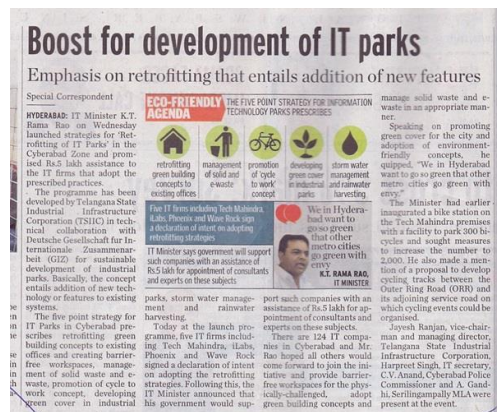 Boost for development of IT parks
Emphasis on retrofitting that entails addition of new features
Special Correspondent
HYDERABAD: IT Minister K.T.
Rama Rao on Wednesday
launched strategies for 'Ret-
rofitting of IT Parks' in the
Cyberabad Zone and prom-
ised Rs.5 lakh assistance to
the IT firms that adopt the
prescribed practices.
The programme has been
developed by Telangana State
Industrial Infrastructure
Corporation (TSIIC) in tech-
nical collaboration with
Deutsche Gesellschaft fur In-
ternationale Zusammenar-
beit (GIZ) for sustainable
development of industrial
parks. Basically, the concept
entails addition of new tech-
nology or features to existing
systems.
The five point strategy for
IT Parks in Cyberabad pre-
scribes retrofitting green
building concepts to existing
offices and creating barrier-
free workspaces, manage-
ment of solid waste and e-
waste, promotion of cycle to
work concept, developing
green cover in industrial
ECO-FRIENDLY
AGENDA
THE FIVE POINT STRATEGY FOR INFORMATION
TECHNOLOGY PARKS PRESCRIBES
retrofitting
green building
concepts to
existing offices
management
of solid and
e-waste
promotion
of 'cycle
to work'
concept
developing
green cover
in industrial
parks
storm water
management
and rainwater
harvesting.
Five IT firms including Tech Mahindra,
iLabs, Phoenix and Wave Rock sign
a declaration of intent on adopting
retrofitting strategies
IT Minister says government will support
such companies with an assistance of
Rs.5 lakh for appointment of consultants
and experts on these subjects
We in Hydera-
bad want to
go so green
that other
metro cities
go green with
envy
K.T. RAMA RAO,
IT MINISTER
parks, storm water manage-
ment and rainwater
harvesting.
Today at the launch pro-
gramme, five IT firms includ-
ing Tech Mahindra, iLabs,
Phoenix and Wave Rock
signed a declaration of intent
on adopting the retrofitting
strategies. Following this, the
IT Minister announced that
his government would sup-
port such companies with an
assistance of Rs.5 lakh for ap-
pointment of consultants and
experts on these subjects.
There are 124 IT compa-
nies in Cyberabad and Mr.
Rao hoped all others would
come forward to join the ini-
tiative and provide barrier-
free workspaces for the phys-
ically-challenged, adopt
green building concepts and
manage solid waste and e-
waste in an appropriate man-
ner.
Speaking on promoting
green cover for the city and
adoption of environment-
friendly concepts, he
quipped, "We in Hyderabad
want to go so green that other
metro cities go green with
envy."
The Minister had earlier
inaugurated a bike station on
the Tech Mahindra premises
with a facility to park 300 bi-
cycles and sought measures
to increase the number to
2,000. He also made a men-
tion of a proposal to develop
cycling tracks between the
Outer Ring Road (ORR) and
its adjoining service road on
which cycling events could be
organised.
Jayesh Ranjan, vice-chair-
man and managing director,
Telangana State Industrial
Infrastructure Corporation,
Harpreet Singh, IT secretary,
C.V. Anand, Cyberabad Police
Commissioner and A. Gand-
hi, Serilingampally MLA were
present at the event.